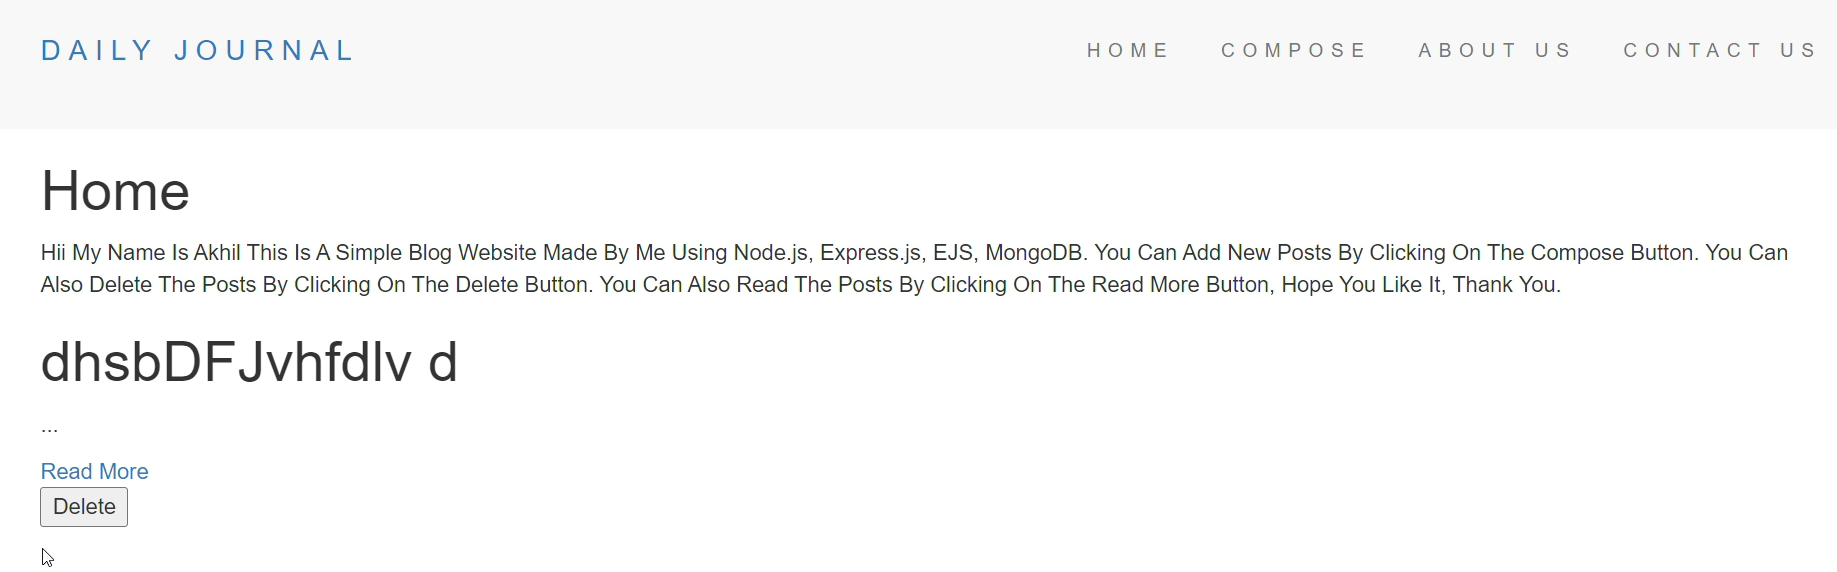 DAILY JOURNAL HOME COMPOSE ABOUT US CONTACT US
Home
Hii My Name Is Akhil This Is A Simple Blog Website Made By Me Using Node.js, Express.js, EJS, MongoDB. You Can Add New Posts By Clicking On The Compose Button. You Can
Also Delete The Posts By Clicking On The Delete Button. You Can Also Read The Posts By Clicking On The Read More Button, Hope You Like It, Thank You.
dhsbDFJvhfdlv d
...
Read More
Delete